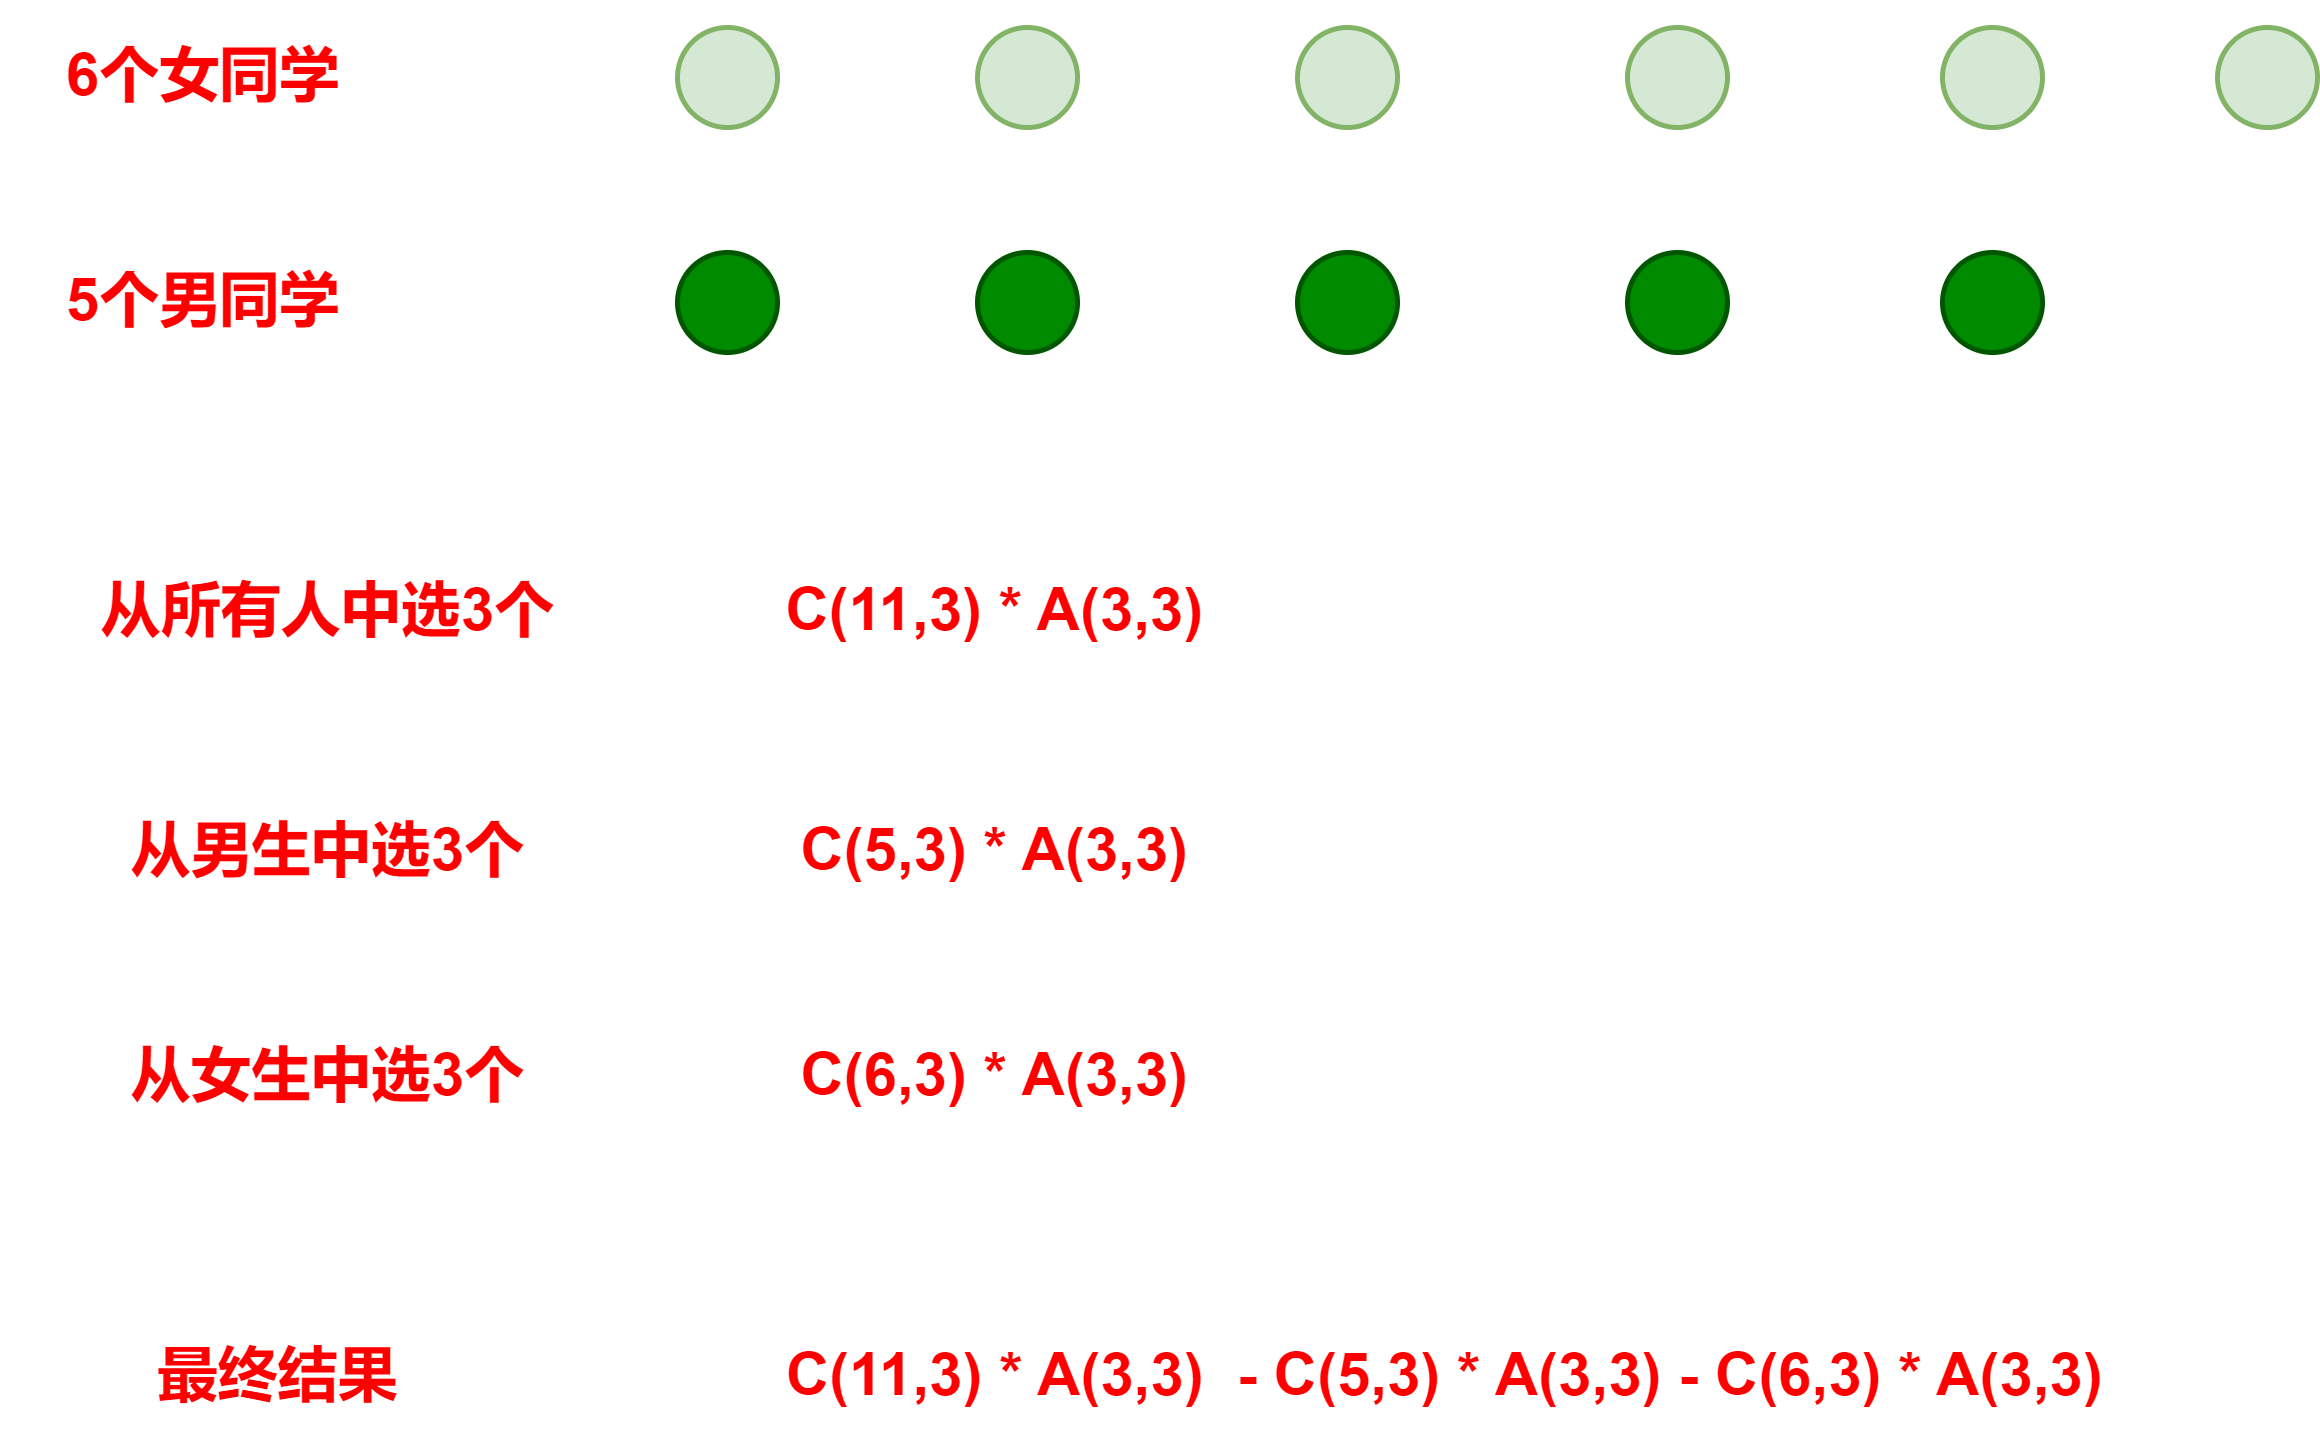 6个女同学
5个男同学
从所有人中选3个 C(11,3) * A(3,3)
从男生中选3个 C(5,3) * A(3,3)
从女生中选3个 C(6,3) * A(3,3)
最终结果 C(11,3) * A(3,3) - C(5,3) * A(3,3) - C(6,3) * A(3,3)